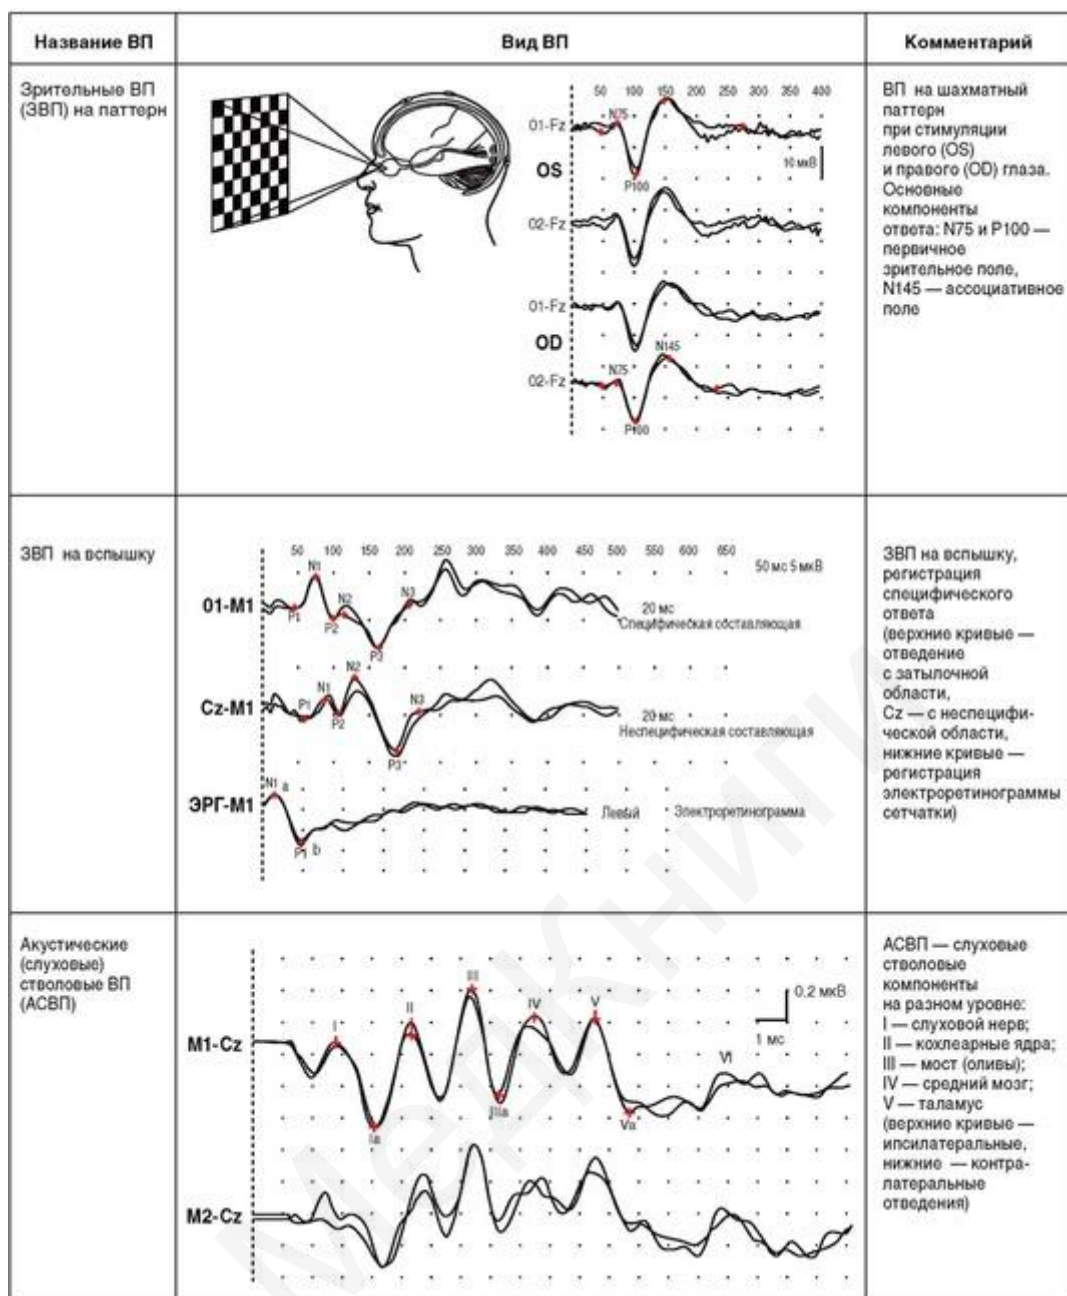 Название ВП
Вид ВП
Комментарий
Зрительные ВП
(ЗВП) на паттерн
50 100 150 200 250 300 350 400
01-Fz
N75
P100
OS
10 мкВ
02-Fz
01-Fz
OD
N145
02-Fz
N75
P100
ВП на шахматный
паттерн
при стимуляции
левого (OS)
и правого (OD) глаза.
Основные
компоненты
ответа: N75 и P100 —
первичное
зрительное поле,
N145 — ассоциативное
поле
ЗВП на вспышку
50 100 150 200 250 300 350 400 450 500 550 600 650
50 мс 5 мкВ
01-M1
N1
N2
N3
P1
P2
P3
20 мс
Специфическая составляющая
Cz-M1
N1
N2
N3
P1
P2
P3
20 мс
Неспецифическая составляющая
ЭРГ-M1
N1 a
P1 b
Левый
Электроретинограмма
ЗВП на вспышку,
регистрация
специфического
ответа
(верхние кривые —
отведение
с затылочной
области,
Cz — с неспецифи-
ческой области,
нижние кривые —
регистрация
электроретинограммы
сетчатки)
Акустические
(слуховые)
стволовые ВП
(АСВП)
M1-Cz
I
II
III
IV
V
VI
Ia
IIIa
Va
0,2 мкВ
1 мс
M2-Cz
АСВП — слуховые
стволовые
компоненты
на разном уровне:
I — слуховой нерв;
II — кохлеарные ядра;
III — мост (оливы);
IV — средний мозг;
V — таламус
(верхние кривые —
ипсилатеральные,
нижние — контра-
латеральные
отведения)
МедКниги